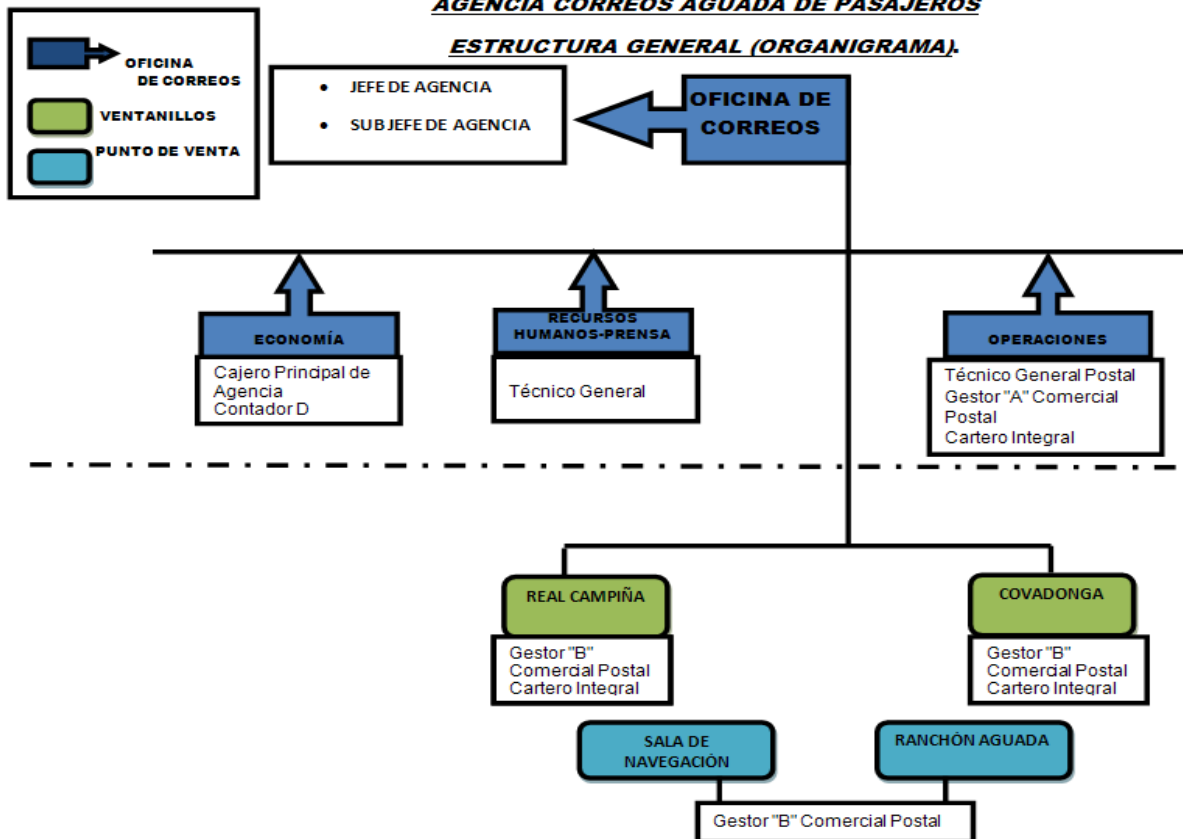 AGENCIA CORREOS AGUADA DE PASAJEROS
ESTRUCTURA GENERAL (ORGANIGRAMA).
OFICINA
DE CORREOS
VENTANILLOS
PUNTO DE VENTA
• JEFE DE AGENCIA
• SUB JEFE DE AGENCIA
OFICINA DE
CORREOS
ECONOMÍA
Cajero Principal de
Agencia
Contador D
RECURSOS
HUMANOS-PRENSA
Técnico General
OPERACIONES
Técnico General Postal
Gestor "A" Comercial
Postal
Cartero Integral
REAL CAMPIÑA
Gestor "B"
Comercial Postal
Cartero Integral
COVADONGA
Gestor "B"
Comercial Postal
Cartero Integral
SALA DE
NAVEGACIÓN
RANCHÓN AGUADA
Gestor "B" Comercial Postal